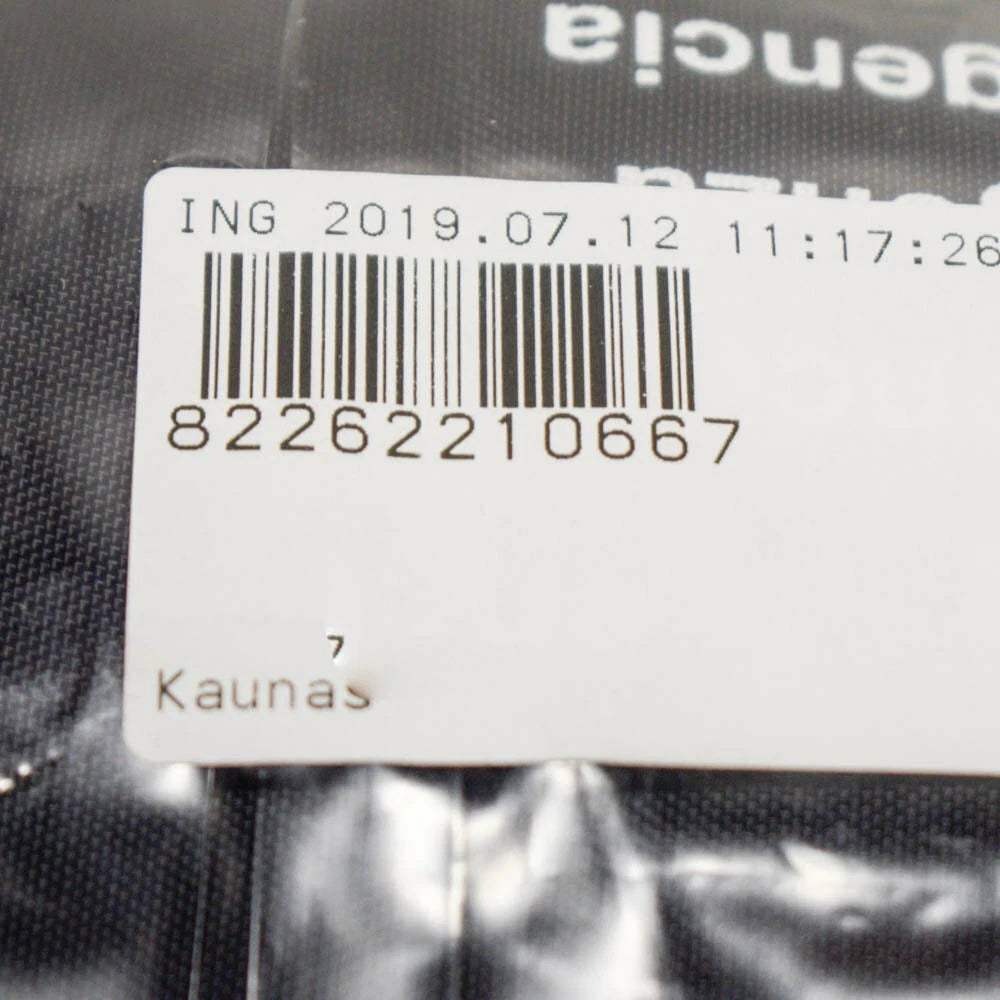 gencia
ING 2019.07.12 11:17:26
82262210667
7
Kaunas